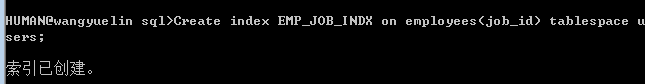 HUMAN@wangyuelin sql>Create index EMP_JOB_INDX on employees(job_id) tablespace u
sers;
索引已创建。